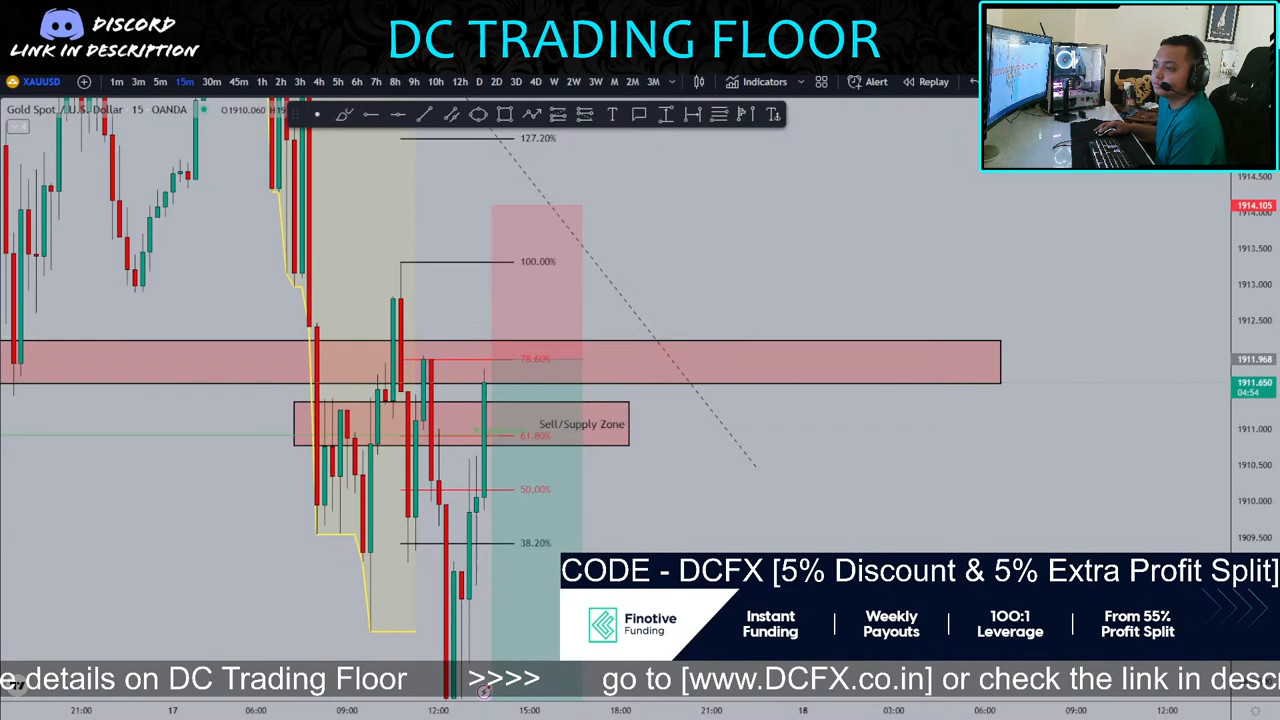 DISCORD
LINK IN DESCRIPTION
DC TRADING FLOOR
XAUUSD 1m 3m 5m 15m 30m 45m 1h 2h 3h 4h 5h 6h 7h 8h 9h 10h 12h D 2D 3D 4D W 2W 3W M 2M 3M Indicators Alert Replay
Gold Spot / U.S. Dollar 15 OANDA O1910.060
4
127.20%
100.00%
78.60%
Sell/Supply Zone
61.80%
50.00%
38.20%
1914.500
1914.105
1914.000
1913.500
1913.000
1912.500
1911.968
1911.650
04:54
1911.000
1910.500
1910.000
1909.500
1909.000
CODE - DCFX [5% Discount & 5% Extra Profit Split]
Finotive
Funding
Instant
Funding
Weekly
Payouts
100:1
Leverage
From 55%
Profit Split
e details on DC Trading Floor >>>> go to [www.DCFX.co.in] or check the link in desc
21:00 17 06:00 09:00 12:00 15:00 18:00 21:00 18 03:00 06:00 09:00 12:00